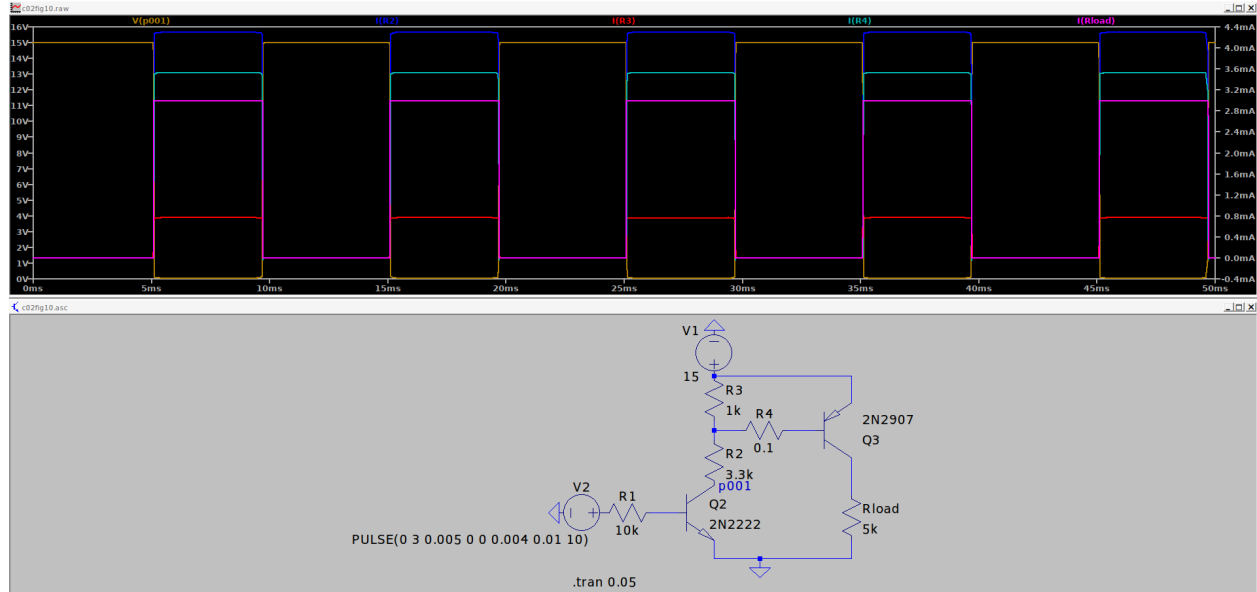 c02fig10.raw
V(p001) I(R2) I(R3) I(R4) I(Rload)
16V 4.4mA
15V
14V 4.0mA
13V 3.6mA
12V
11V 3.2mA
10V 2.8mA
9V
8V 2.4mA
7V 2.0mA
6V 1.6mA
5V
4V 1.2mA
3V 0.8mA
2V 0.4mA
1V 0.0mA
0V -0.4mA
0ms 5ms 10ms 15ms 20ms 25ms 30ms 35ms 40ms 45ms 50ms
c02fig10.asc
V1
15
R3
1k
R4
0.1
2N2907
Q3
R2
3.3k
p001
V2
R1
10k
Q2
2N2222
Rload
5k
PULSE(0 3 0.005 0 0 0.004 0.01 10)
.tran 0.05